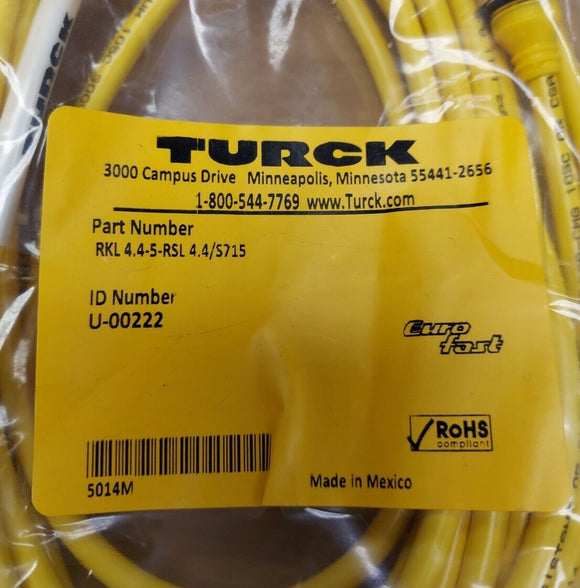 TURCK
TURCK
3000 Campus Drive Minneapolis, Minnesota 55441-2656
1-800-544-7769 www.Turck.com
Part Number
RKL 4.4-5-RSL 4.4/S715
ID Number
U-00222
Euro
fast
RoHS
compliant
5014M
Made in Mexico